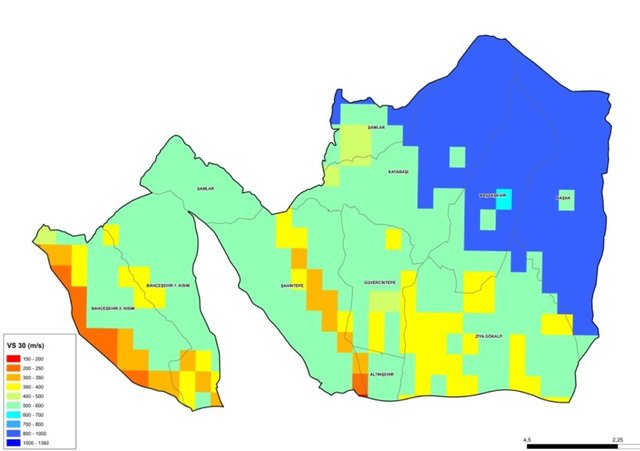 ŞAMLAR
KAYABAŞI
ŞAMLAR
BAŞAKŞEHİR
BAŞAK
BAHÇEŞEHİR 1. KISIM
ŞAHİNTEPE
GÜVERCİNTEPE
BAHÇEŞEHİR 2. KISIM
ZİYA GÖKALP
ALTINŞEHİR
VS 30 (m/s)
150 - 200
200 - 250
300 - 350
350 - 400
400 - 500
500 - 600
600 - 700
700 - 800
800 - 1000
1000 - 1392
4,5
2,25